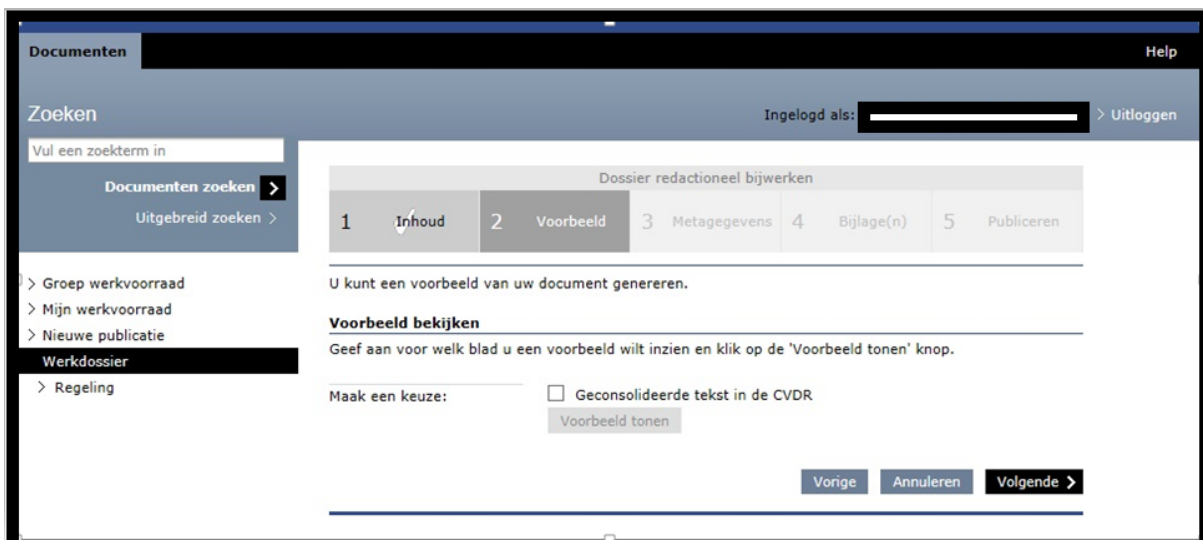 Documenten
Help
Zoeken
Ingelogd als:
> Uitloggen
Vul een zoekterm in
Documenten zoeken >
Uitgebreid zoeken >
Dossier redactioneel bijwerken
1 Inhoud 2 Voorbeeld 3 Metagegevens 4 Bijlage(n) 5 Publiceren
> Groep werkvoorraad
> Mijn werkvoorraad
> Nieuwe publicatie
Werkdossier
> Regeling
U kunt een voorbeeld van uw document genereren.
Voorbeeld bekijken
Geef aan voor welk blad u een voorbeeld wilt inzien en klik op de 'Voorbeeld tonen' knop.
Maak een keuze:
Geconsolideerde tekst in de CVDR
Voorbeeld tonen
Vorige Annuleren Volgende >